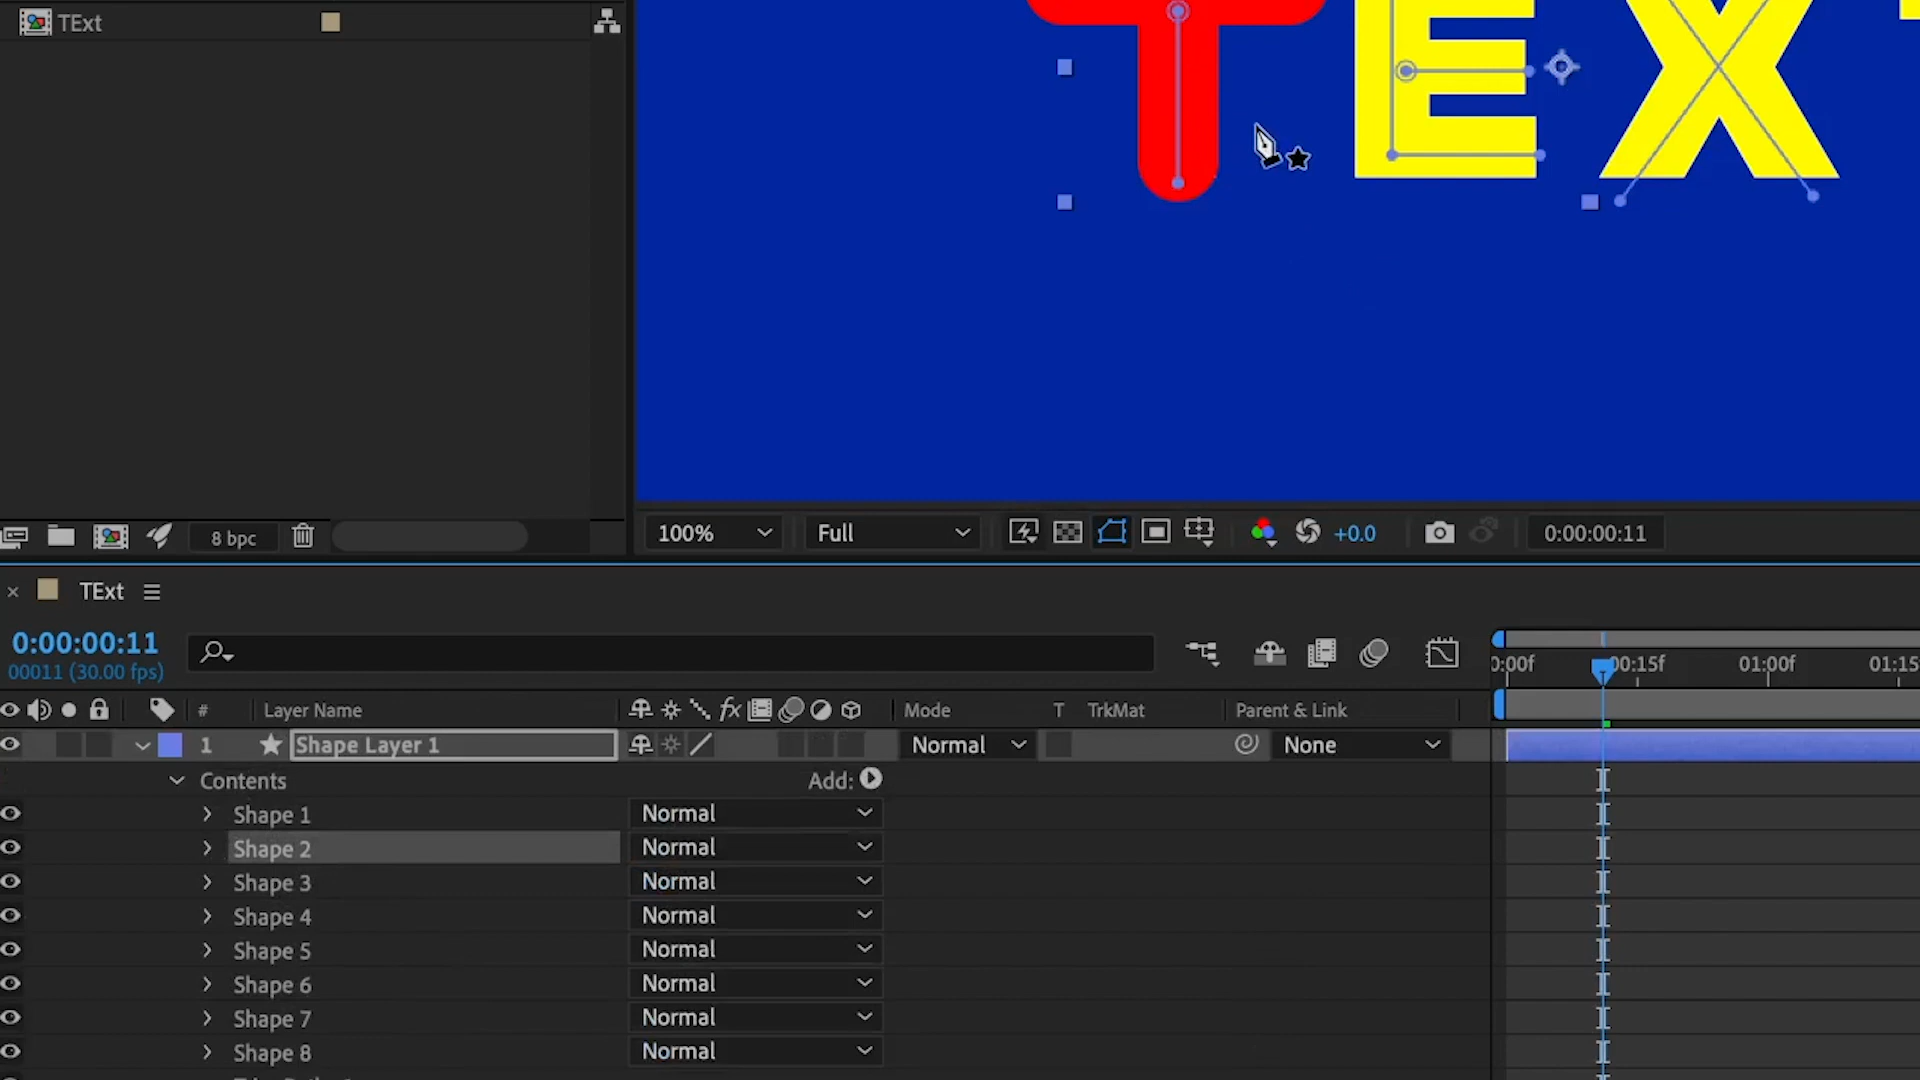 TExt
TEXT
8 bpc
100%
Full
+0.0
0:00:00:11
TExt
0:00:00:11
00011 (30.00 fps)
0:00f
00:15f
01:00f
01:15
#
Layer Name
fx
Mode
T
TrkMat
Parent & Link
1
Shape Layer 1
Normal
None
Contents
Add:
Shape 1
Normal
Shape 2
Normal
Shape 3
Normal
Shape 4
Normal
Shape 5
Normal
Shape 6
Normal
Shape 7
Normal
Shape 8
Normal